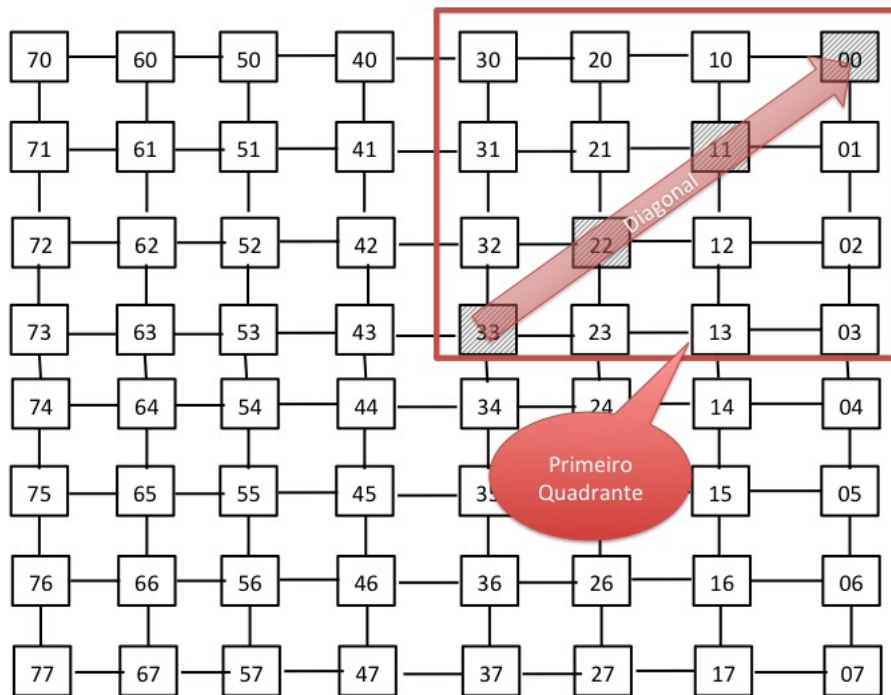 70 60 50 40 30 20 10 00
71 61 51 41 31 21 11 01
Diagonal
72 62 52 42 32 22 12 02
73 63 53 43 33 23 13 03
74 64 54 44 34 24 14 04
Primeiro
Quadrante
75 65 55 45 35 15 05
76 66 56 46 36 26 16 06
77 67 57 47 37 27 17 07